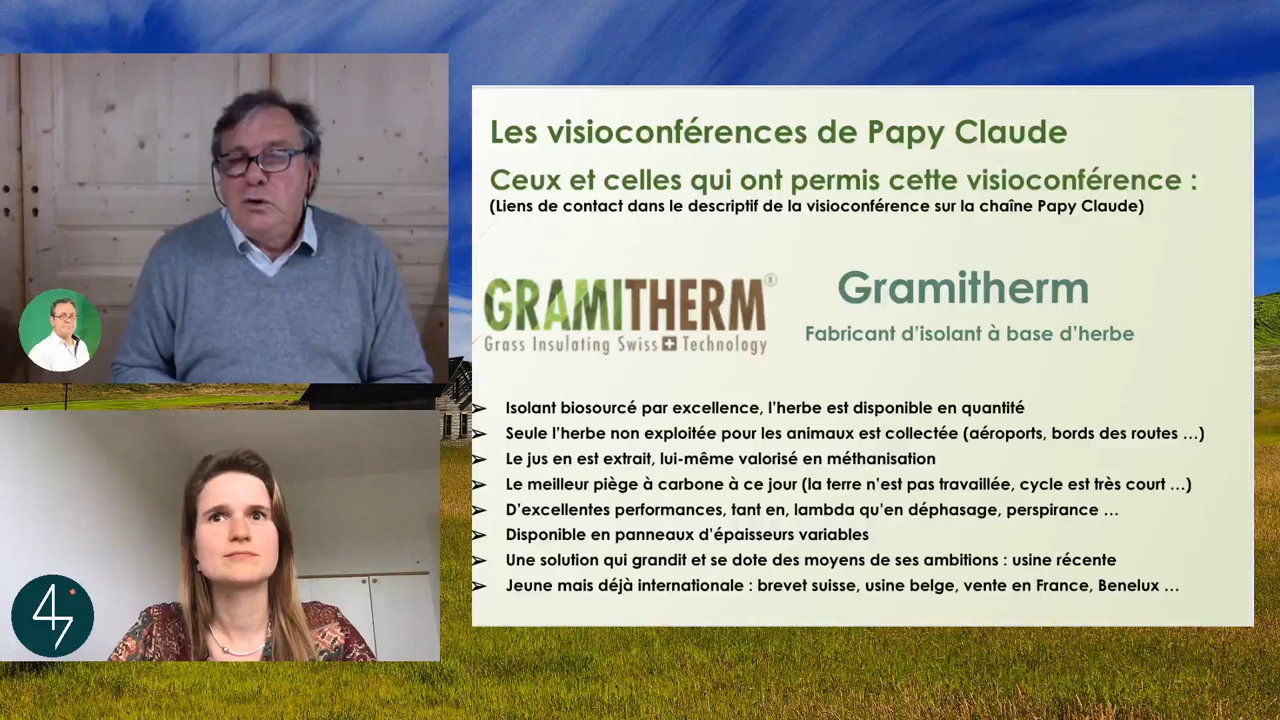 Les visioconférences de Papy Claude
Ceux et celles qui ont permis cette visioconférence :
(Liens de contact dans le descriptif de la visioconférence sur la chaîne Papy Claude)
GRAMITHERM®
Grass Insulating Swiss Technology
Gramitherm
Fabricant d'isolant à base d'herbe
➢ Isolant biosourcé par excellence, l'herbe est disponible en quantité
➢ Seule l'herbe non exploitée pour les animaux est collectée (aéroports, bords des routes …)
➢ Le jus en est extrait, lui-même valorisé en méthanisation
➢ Le meilleur piège à carbone à ce jour (la terre n'est pas travaillée, cycle est très court …)
➢ D'excellentes performances, tant en, lambda qu'en déphasage, perspirance …
➢ Disponible en panneaux d'épaisseurs variables
➢ Une solution qui grandit et se dote des moyens de ses ambitions : usine récente
➢ Jeune mais déjà internationale : brevet suisse, usine belge, vente en France, Benelux …
47